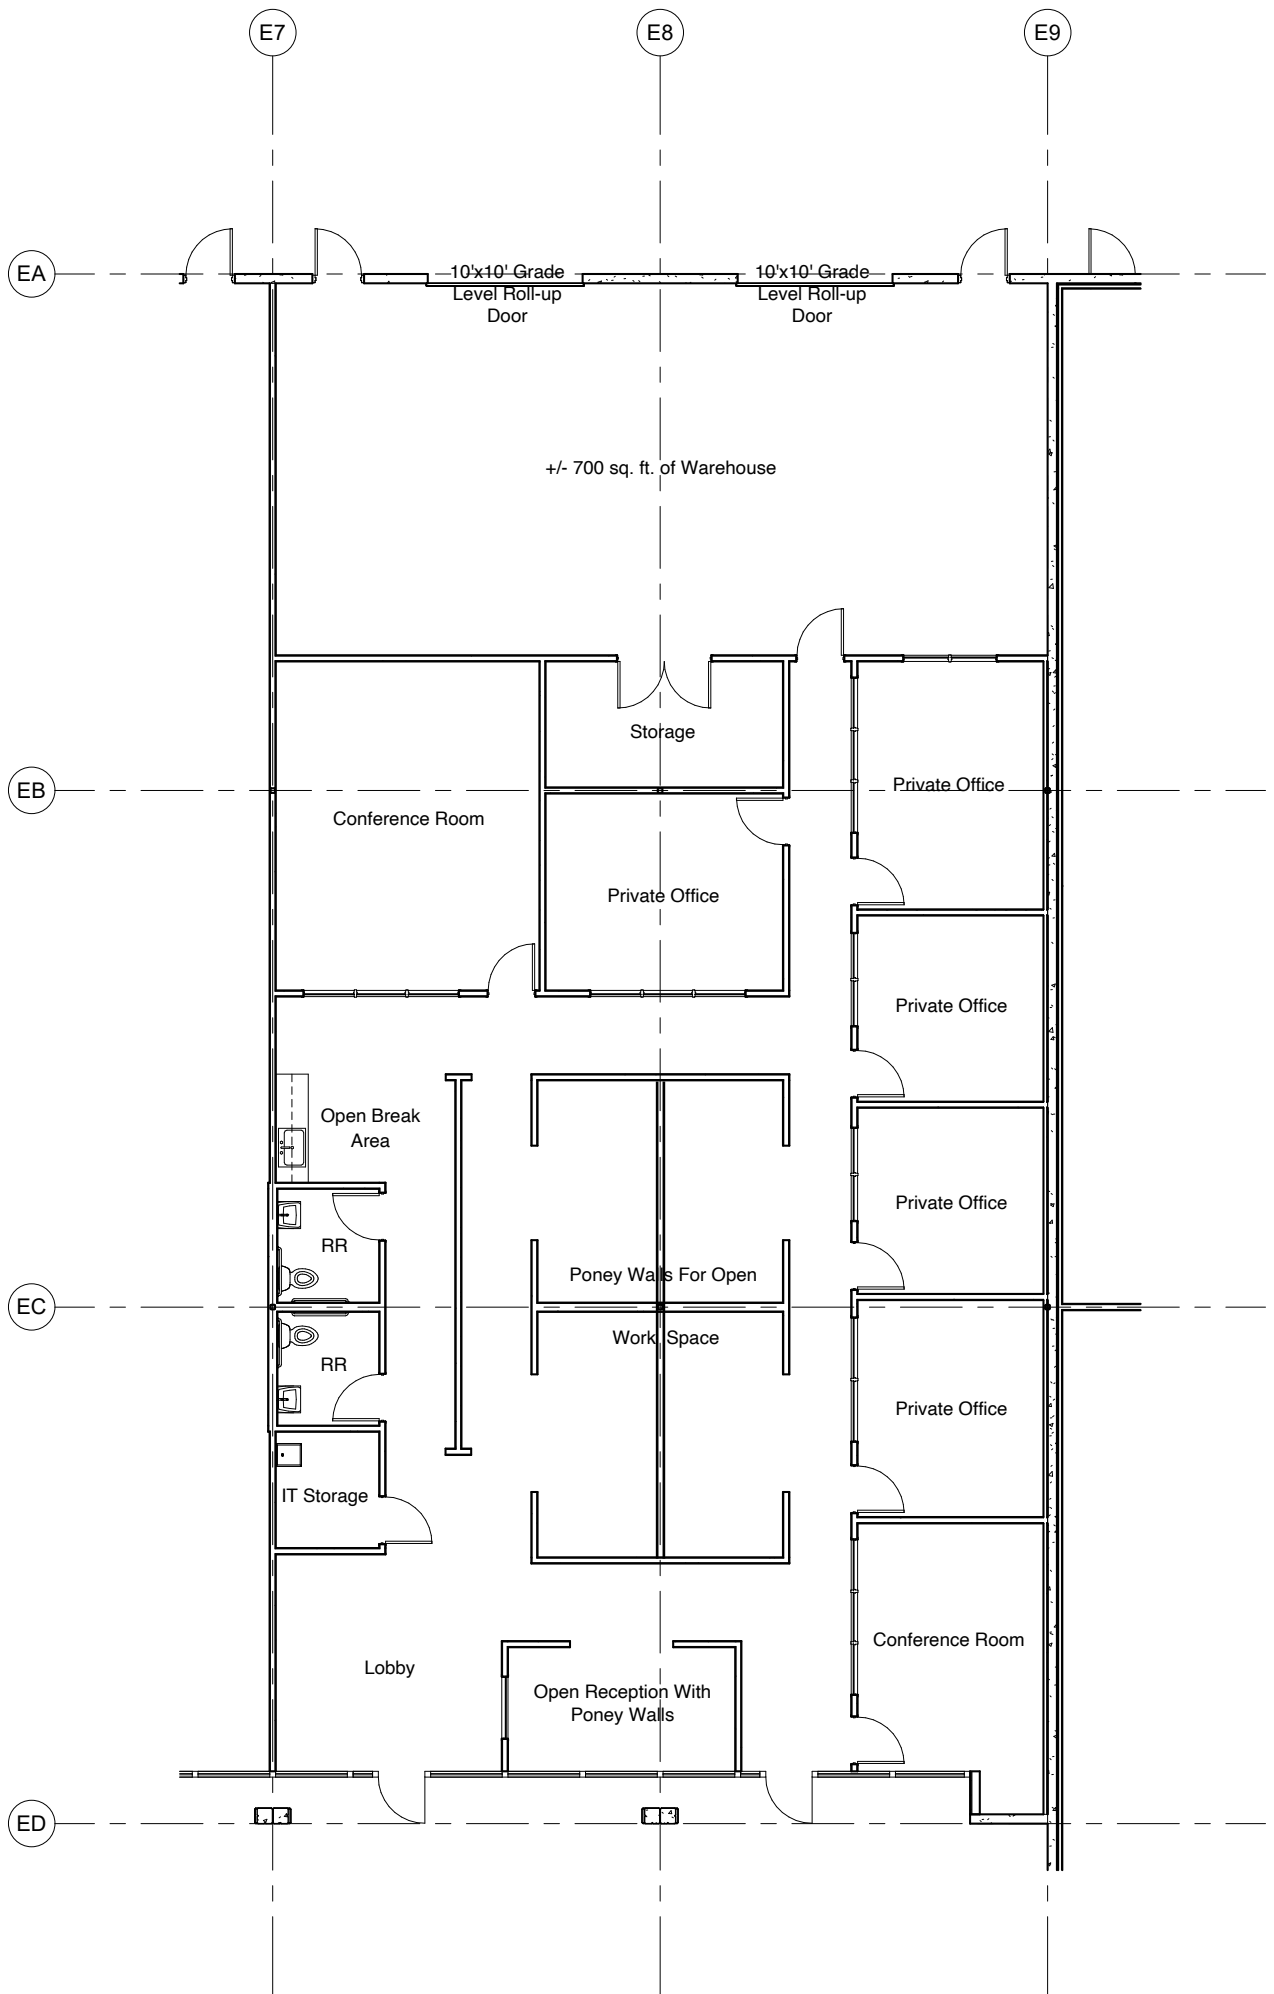 E7
E8
E9
EA
10'x10' Grade
Level Roll-up
Door
10'x10' Grade
Level Roll-up
Door
+/- 700 sq. ft. of Warehouse
Storage
EB
Private Office
Conference Room
Private Office
Private Office
Open Break
Area
Private Office
RR
Poney Walls For Open
EC
Work Space
RR
Private Office
IT Storage
Conference Room
Lobby
Open Reception With
Poney Walls
ED